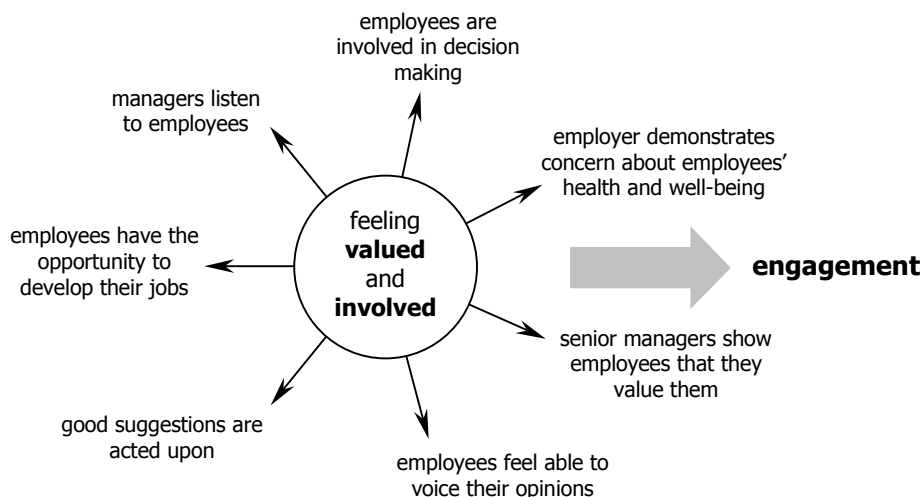 employees are
involved in decision
making
managers listen
to employees
employer demonstrates
concern about employees’
health and well-being
feeling
valued
and
involved
employees have the
opportunity to
develop their jobs
engagement
senior managers show
employees that they
value them
good suggestions are
acted upon
employees feel able to
voice their opinions